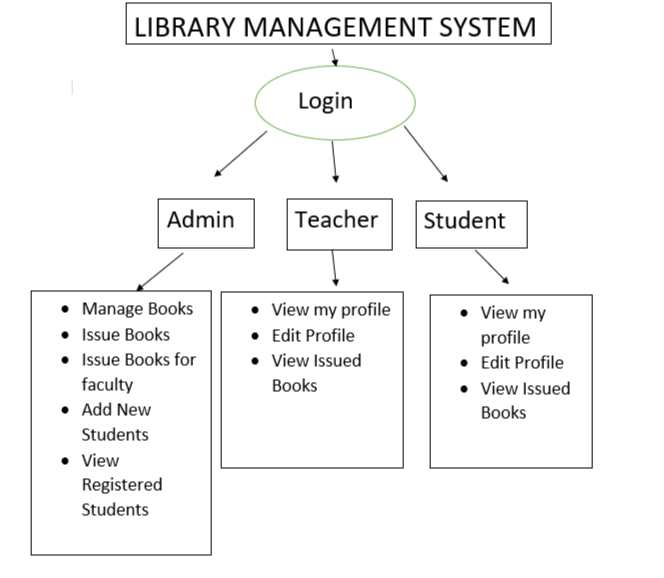 LIBRARY MANAGEMENT SYSTEM
Login
Admin
Teacher
Student
• Manage Books
• Issue Books
• Issue Books for
faculty
• Add New
Students
• View
Registered
Students
• View my profile
• Edit Profile
• View Issued
Books
• View my
profile
• Edit Profile
• View Issued
Books